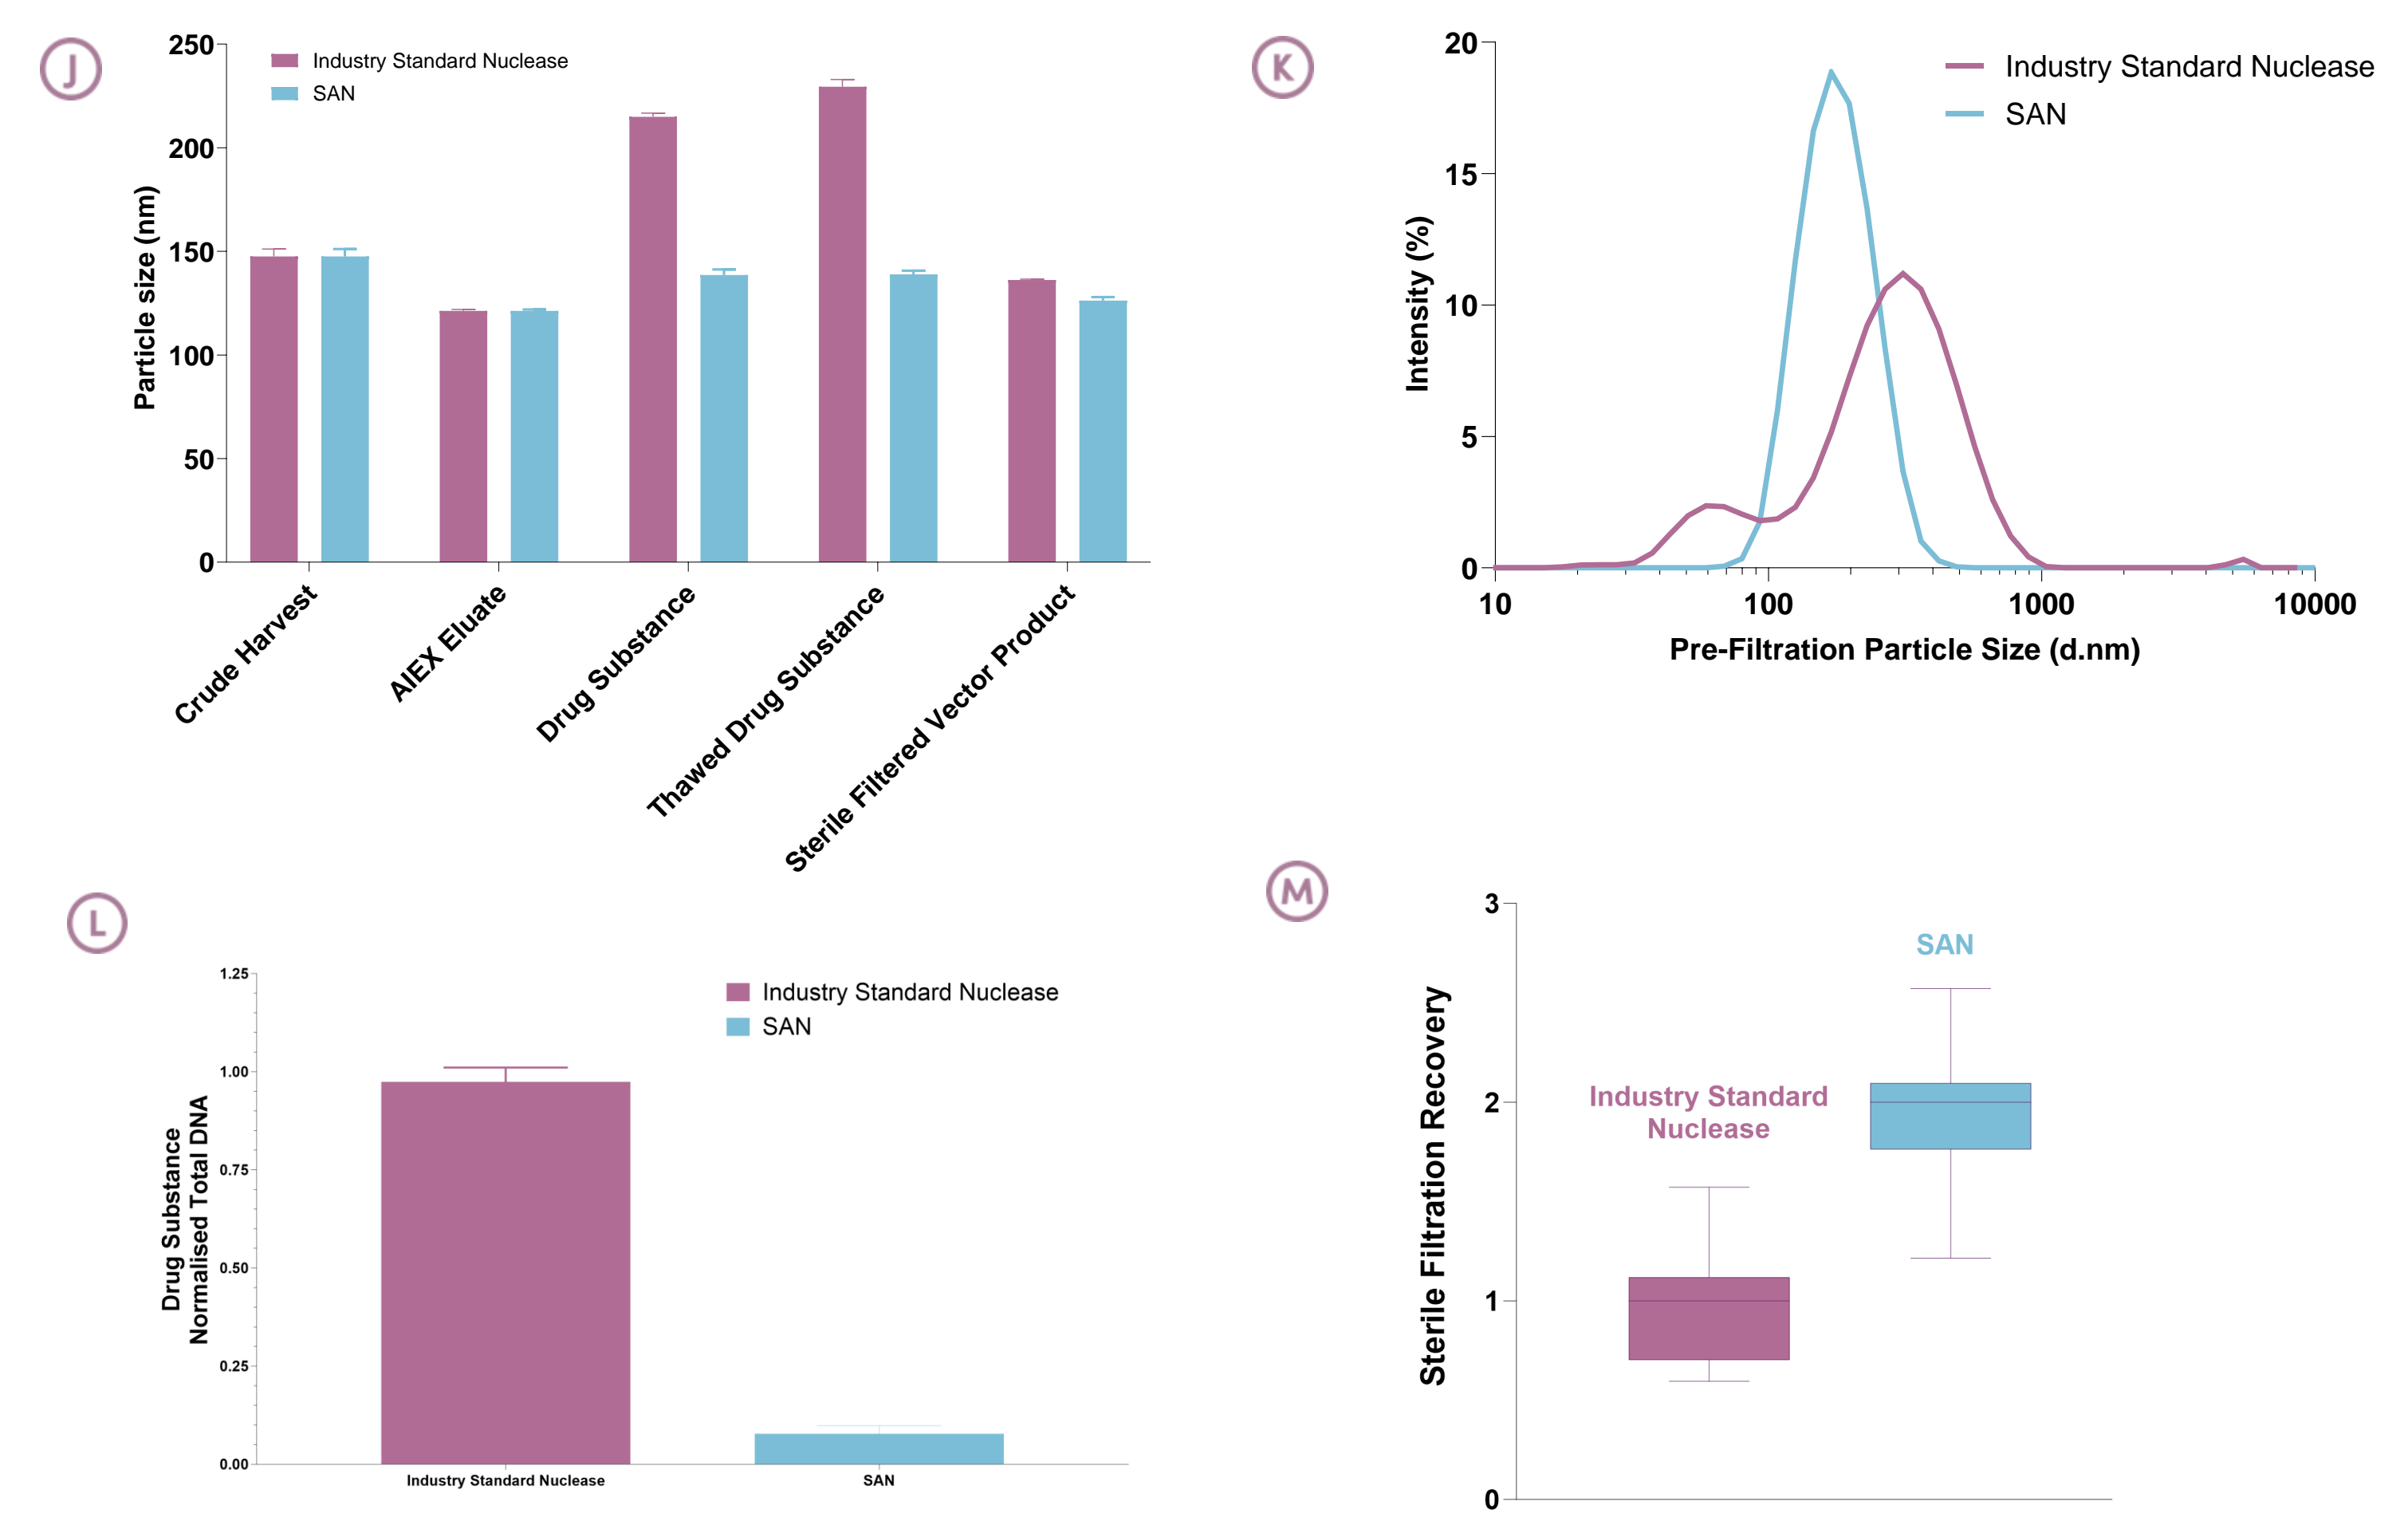 J
250
200
150
100
50
0
Particle size (nm)
Industry Standard Nuclease
SAN
Crude Harvest
AIEX Eluate
Drug Substance
Thawed Drug Substance
Sterile Filtered Vector Product
K
20
15
10
5
0
Intensity (%)
Industry Standard Nuclease
SAN
10
100
1000
10000
Pre-Filtration Particle Size (d.nm)
L
1.25
1.00
0.75
0.50
0.25
0.00
Drug Substance
Normalised Total DNA
Industry Standard Nuclease
SAN
Industry Standard Nuclease
SAN
M
3
2
1
0
Sterile Filtration Recovery
SAN
Industry Standard
Nuclease